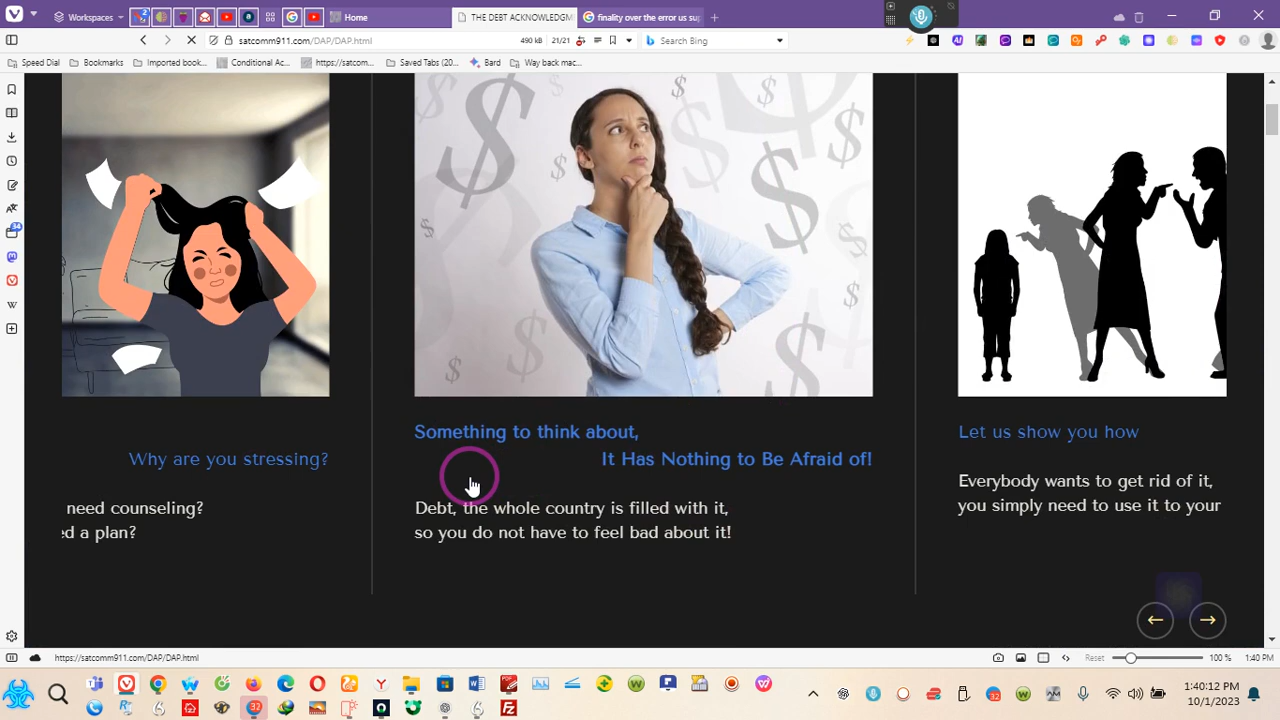 Workspaces
Home
THE DEBT ACKNOWLEDGM
finality over the error us sup
satcomm911.com/DAP/DAP.html
490 kB
21/21
Search Bing
Speed Dial
Bookmarks
Imported book...
Conditional Ac...
https://satcom...
Saved Tabs (20...
Bard
Way back mac...
Why are you stressing?
need counseling?
ed a plan?
Something to think about,
It Has Nothing to Be Afraid of!
Debt, the whole country is filled with it,
so you do not have to feel bad about it!
Let us show you how
Everybody wants to get rid of it,
you simply need to use it to your
https://satcomm911.com/DAP/DAP.html
Reset
100 %
1:40 PM
1:40:12 PM
10/1/2023